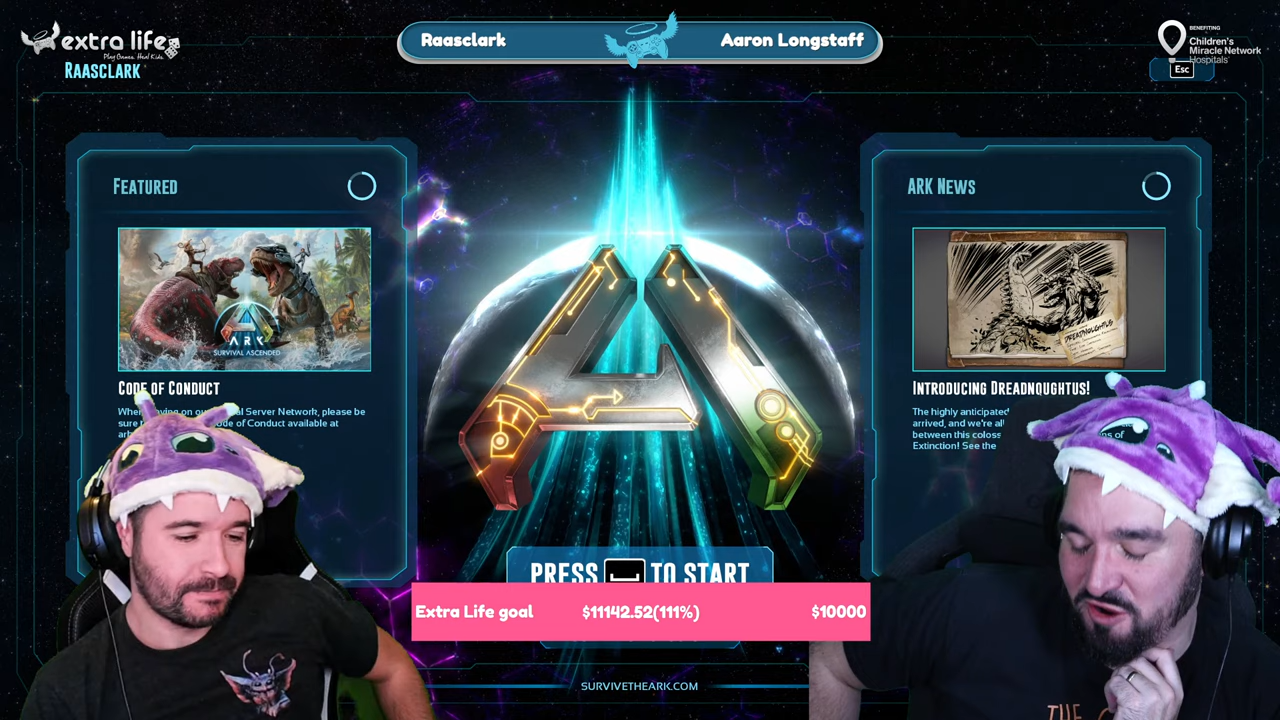 extra life
Play Games. Heal Kids.
RAASCLARK
Raasclark
Aaron Longstaff
BENEFITING
Children's
Miracle Network
Hospitals
Esc
FEATURED
ARK
SURVIVAL ASCENDED
CODE OF CONDUCT
Server Network, please be
sure
ode of Conduct available at
ARK NEWS
DREADNOUGHTUS
INTRODUCING DREADNOUGHTUS!
The highly anticipated
arrived, and we're all
between this coloss
Extinction! See the
PRESS TO START
Extra Life goal $11142.52(111%) $10000
SURVIVETHEARK.COM
THE